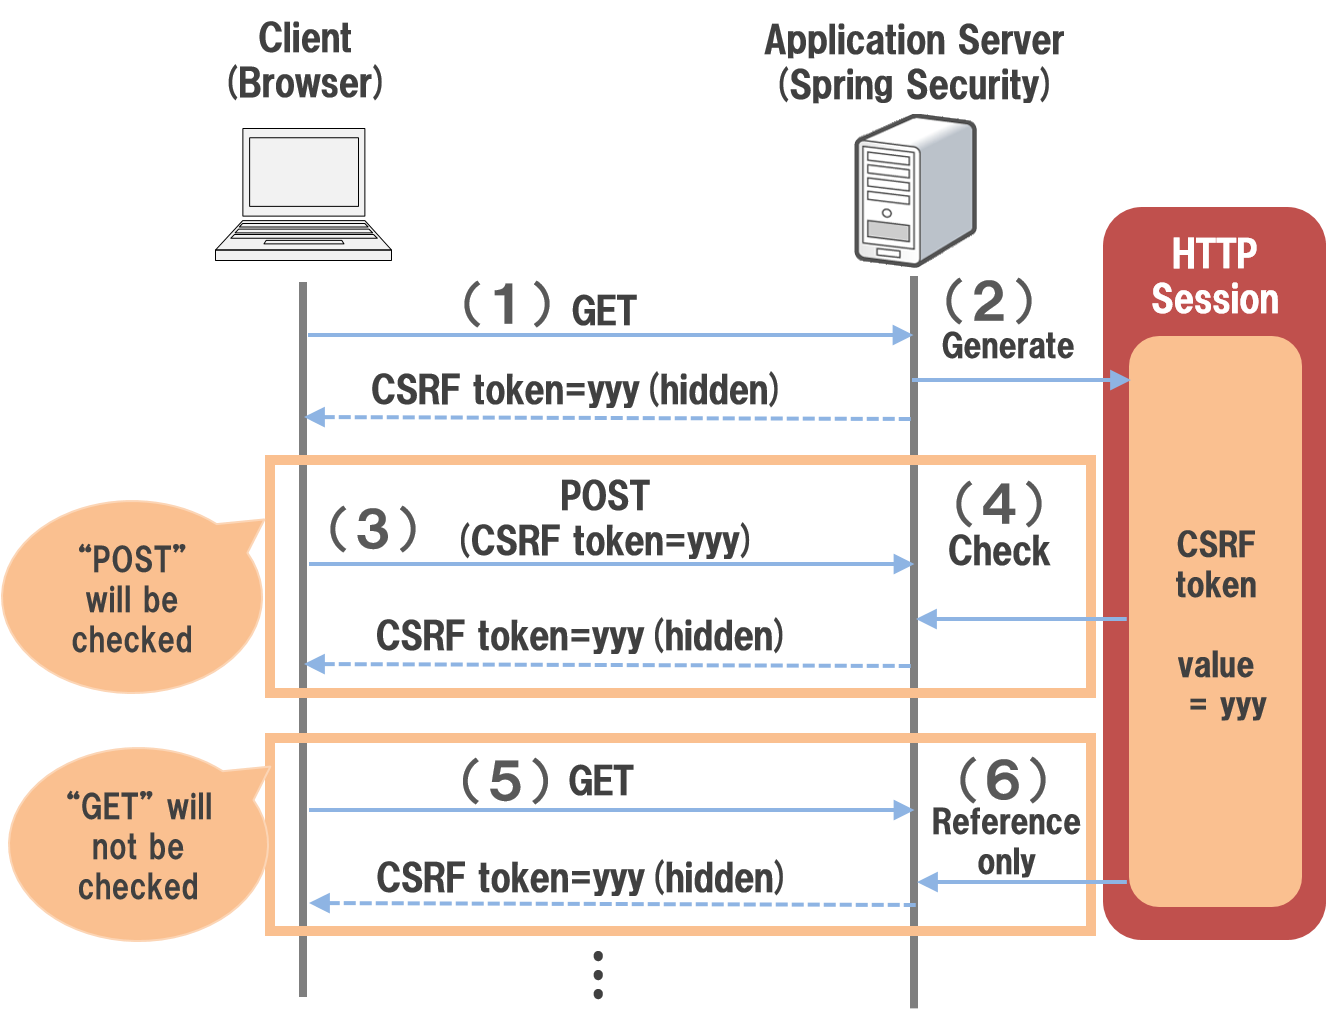 Client
(Browser)
Application Server
(Spring Security)
HTTP
Session
(1) GET
(2)
Generate
CSRF token=yyy (hidden)
POST
(3) (CSRF token=yyy)
(4)
Check
CSRF token=yyy (hidden)
“POST”
will be
checked
CSRF
token
value
= yyy
(5) GET
(6)
Reference
only
CSRF token=yyy (hidden)
“GET” will
not be
checked